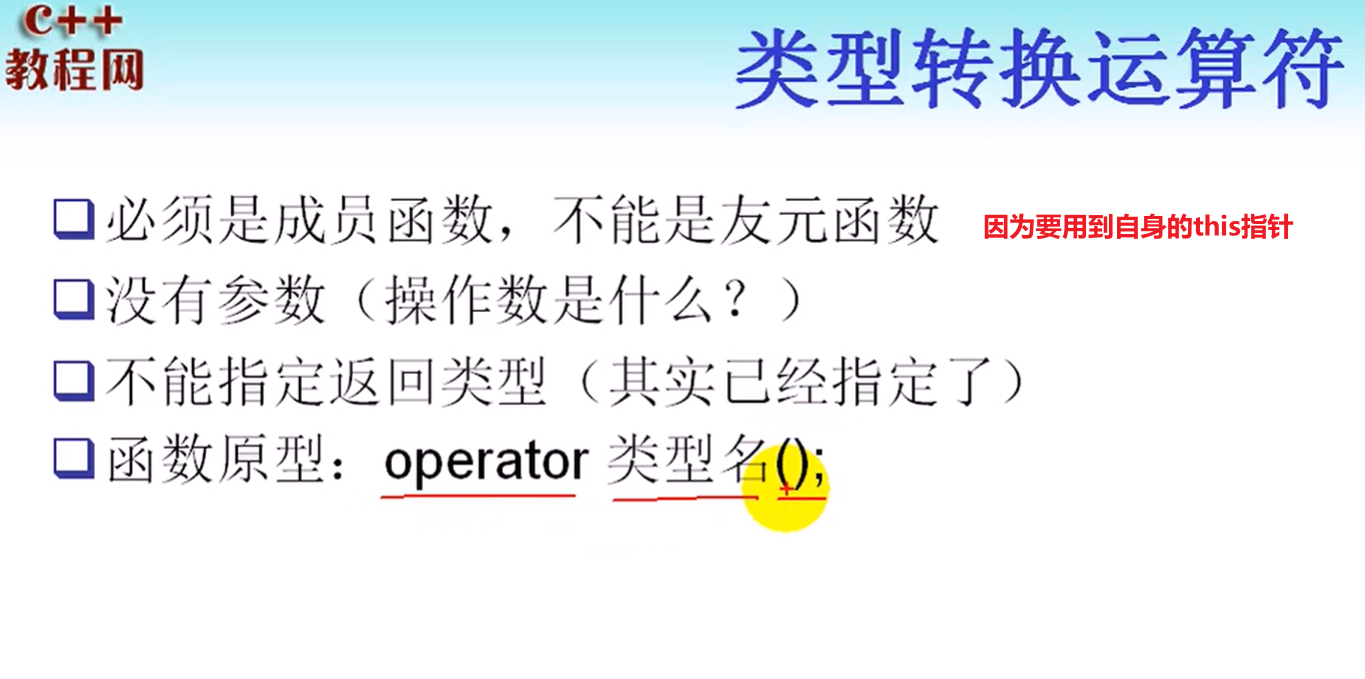 c++
教程网
类型转换运算符
必须是成员函数，不能是友元函数 因为要用到自身的this指针
没有参数（操作数是什么？）
不能指定返回类型（其实已经指定了）
函数原型：operator 类型名();